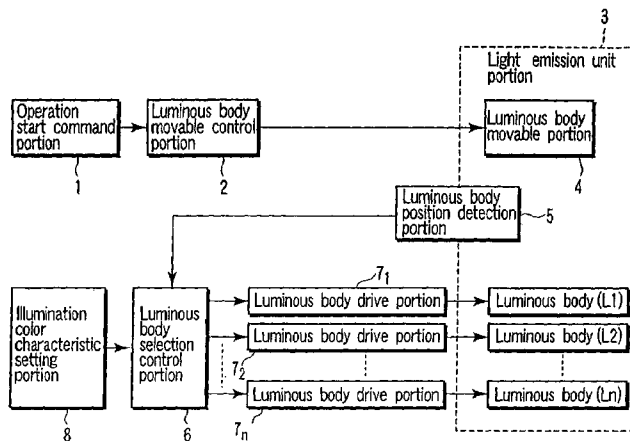 3
Light emission unit
portion
Operation
start command
portion
Luminous body
movable control
portion
Luminous body
movable portion
1
2
4
Luminous body
position detection
portion
5
7₁
Illumination
color
characteristic
setting
portion
Luminous
body
selection
control
portion
Luminous body drive portion
Luminous body (L1)
Luminous body drive portion
Luminous body (L2)
7₂
Luminous body drive portion
Luminous body (Ln)
8
6
7n